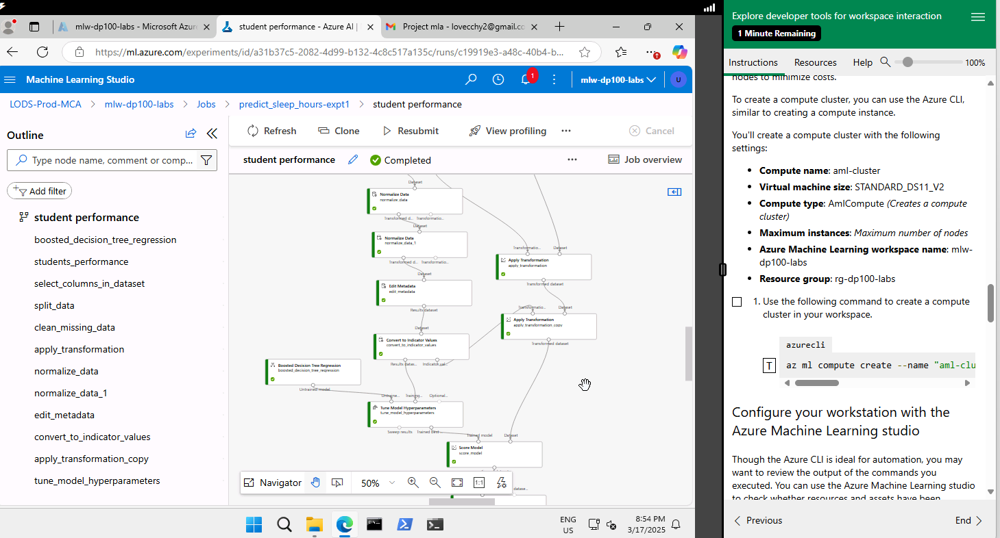 mlw-dp100-labs - Microsoft Azure
student performance - Azure AI |
Project mla - lovecchy2@gmail.co
https://ml.azure.com/experiments/id/a31b37c5-2082-4d99-b132-4c8c517a135c/runs/c19919e3-a48c-40b4-b...
Machine Learning Studio
1
mlw-dp100-labs
U
LODS-Prod-MCA > mlw-dp100-labs > Jobs > predict_sleep_hours-expt1 > student performance
Outline
Type node name, comment or comp...
Add filter
student performance
boosted_decision_tree_regression
students_performance
select_columns_in_dataset
split_data
clean_missing_data
apply_transformation
normalize_data
normalize_data_1
edit_metadata
convert_to_indicator_values
apply_transformation_copy
tune_model_hyperparameters
Refresh
Clone
Resubmit
View profiling
Cancel
student performance
Completed
Job overview
Dataset
Normalize Data
normalize_data
Transformed d... Transformatio...
Dataset
Normalize Data
normalize_data_1
Transformed d... Transformatio...
Dataset
Edit Metadata
edit_metadata
Results dataset
Dataset
Convert to Indicator Values
convert_to_indicator_values
Results datas... Indicator val...
Transformatio... Dataset
Apply Transformation
apply_transformation
Transformed dataset
Transformatio... Dataset
Apply Transformation
apply_transformation_copy
Transformed dataset
Boosted Decision Tree Regression
boosted_decision_tree_regression
Untrained model
Untraine... Training... Optional...
Tune Model Hyperparameters
tune_model_hyperparameters
Sweep results Trained best ...
Trained model Dataset
Score Model
score_model
datase...
Navigator
50%
1:1
ENG
US
8:54 PM
3/17/2025
Explore developer tools for workspace interaction
1 Minute Remaining
Instructions
Resources
Help
100%
nodes to minimize costs.
To create a compute cluster, you can use the Azure CLI,
similar to creating a compute instance.
You'll create a compute cluster with the following
settings:
• Compute name: aml-cluster
• Virtual machine size: STANDARD_DS11_V2
• Compute type: AmlCompute (Creates a compute
cluster)
• Maximum instances: Maximum number of nodes
• Azure Machine Learning workspace name: mlw-
dp100-labs
• Resource group: rg-dp100-labs
1. Use the following command to create a compute
cluster in your workspace.
azurecli
T
az ml compute create --name "aml-clu
Configure your workstation with the
Azure Machine Learning studio
Though the Azure CLI is ideal for automation, you may
want to review the output of the commands you
executed. You can use the Azure Machine Learning studio
to check whether resources and assets have been
Previous
End